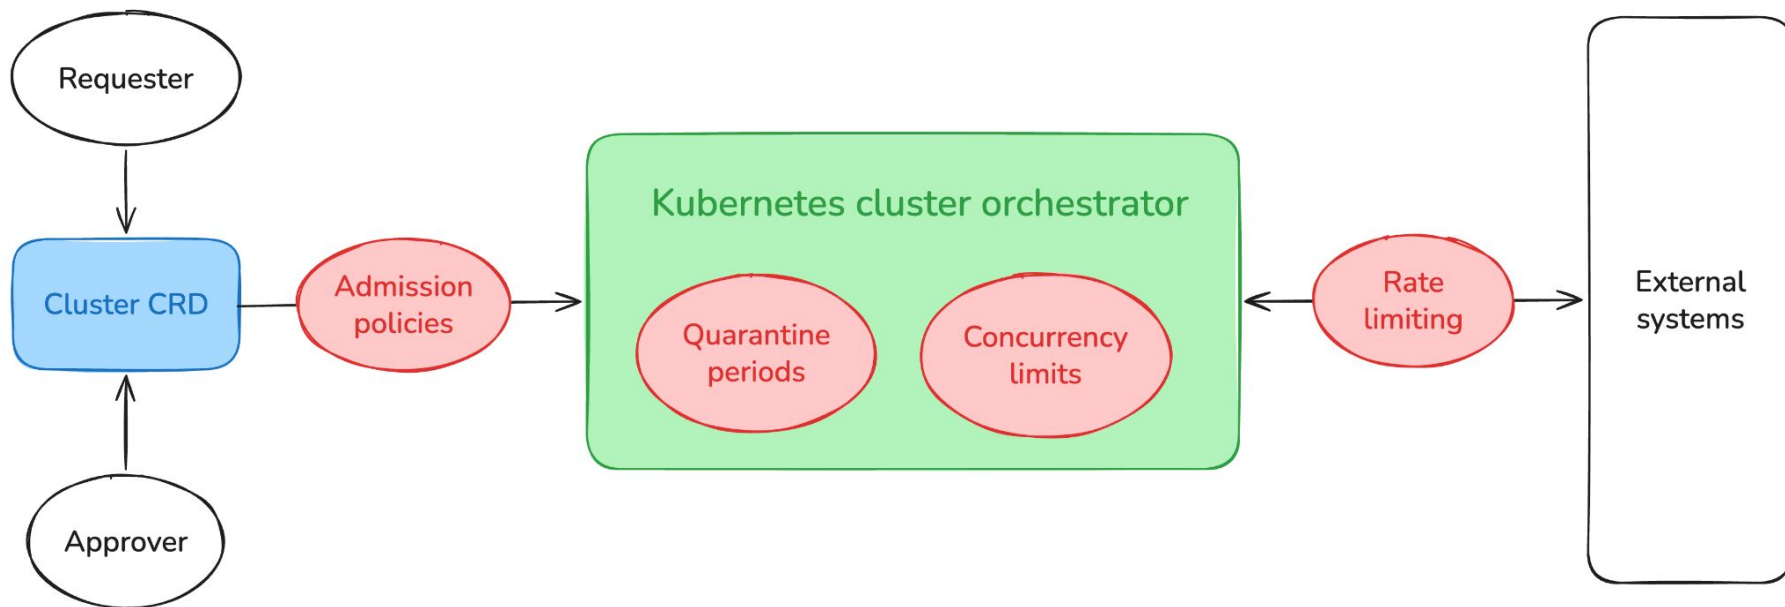 Requester
Cluster CRD
Approver
Admission
policies
Kubernetes cluster orchestrator
Quarantine
periods
Concurrency
limits
Rate
limiting
External
systems